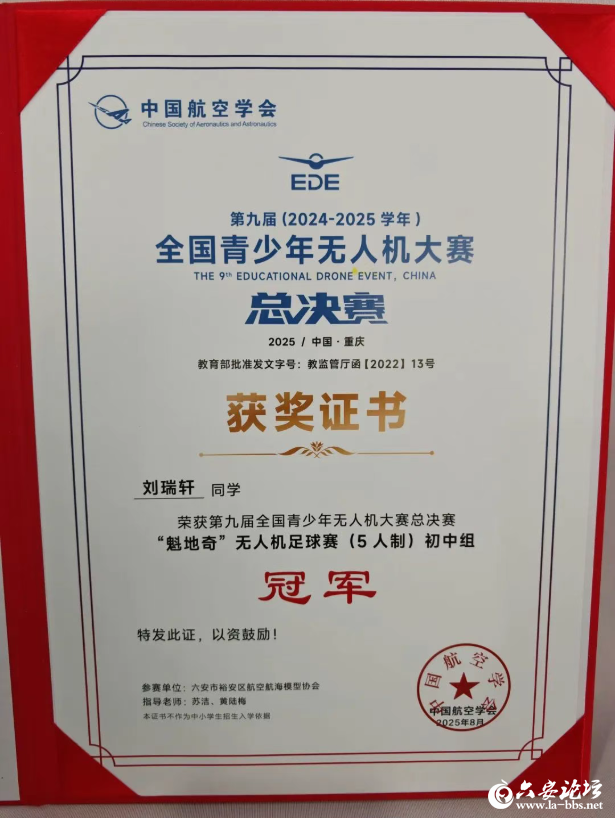 中国航空学会
Chinese Society of Aeronautics and Astronautics
EDE
第九届(2024-2025 学年)
全国青少年无人机大赛
THE 9th EDUCATIONAL DRONE EVENT, CHINA
总决赛
2025 / 中国·重庆
教育部批准发文字号：教监管厅函【2022】13号
获奖证书
刘瑞轩 同学
荣获第九届全国青少年无人机大赛总决赛
“魁地奇”无人机足球赛（5人制）初中组
冠军
特发此证，以资鼓励！
参赛单位：六安市裕安区航空航海模型协会
指导老师：苏洁、黄陆梅
本证书不作为中小学生招生入学依据
中国航空学会
中国航空学会
2025年8月
六安论坛
www.la-bbs.net